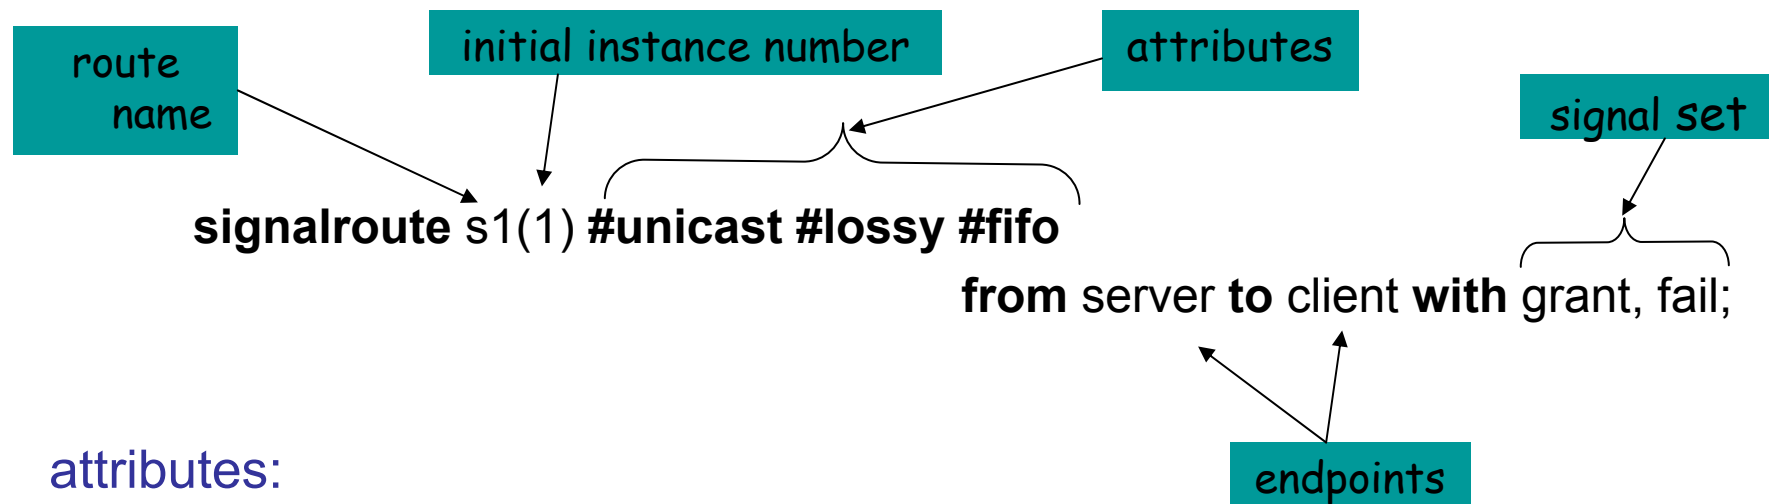 route
name
initial instance number
attributes
signal set
signalroute s1(1) #unicast #lossy #fifo
from server to client with grant, fail;
endpoints
attributes: